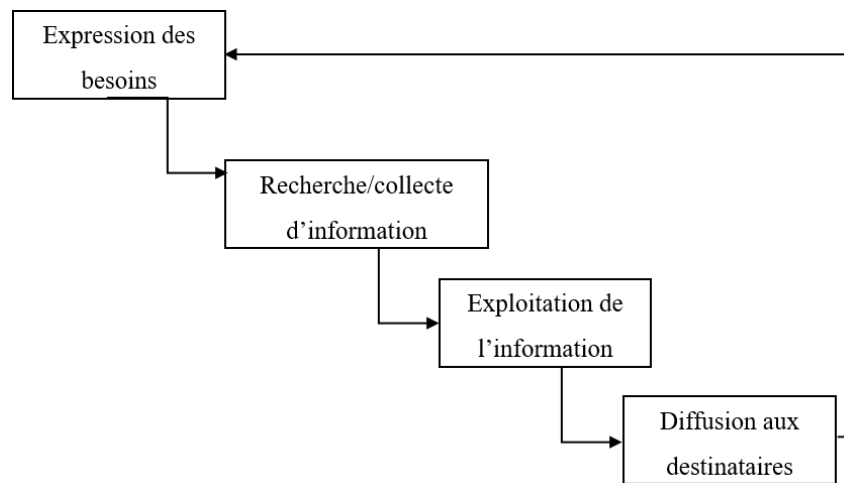 Expression des
besoins
Recherche/collecte
d’information
Exploitation de
l’information
Diffusion aux
destinataires